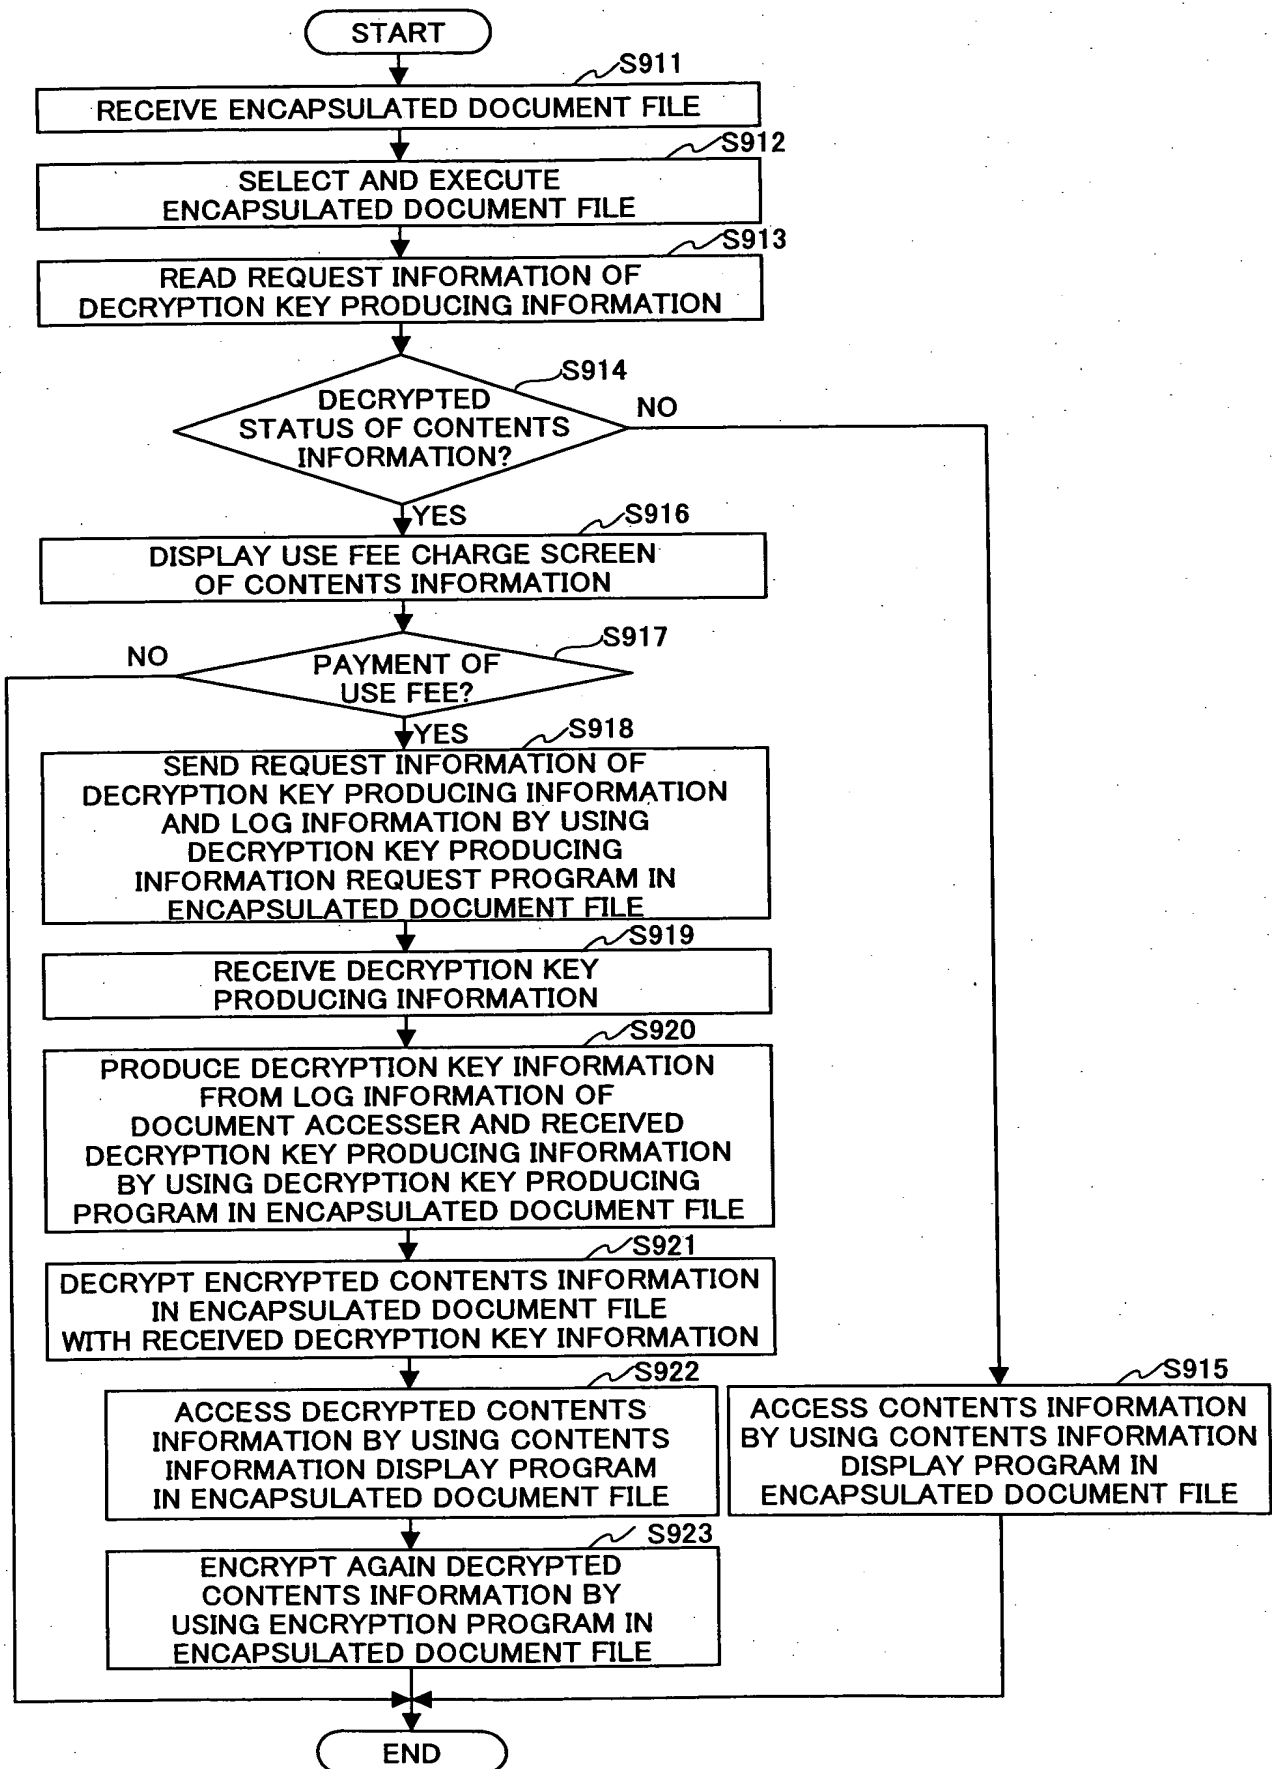 START
S911
RECEIVE ENCAPSULATED DOCUMENT FILE
S912
SELECT AND EXECUTE
ENCAPSULATED DOCUMENT FILE
S913
READ REQUEST INFORMATION OF
DECRYPTION KEY PRODUCING INFORMATION
S914
DECRYPTED
STATUS OF CONTENTS
INFORMATION?
NO
YES
S916
DISPLAY USE FEE CHARGE SCREEN
OF CONTENTS INFORMATION
S917
NO
PAYMENT OF
USE FEE?
YES
S918
SEND REQUEST INFORMATION OF
DECRYPTION KEY PRODUCING INFORMATION
AND LOG INFORMATION BY USING
DECRYPTION KEY PRODUCING
INFORMATION REQUEST PROGRAM IN
ENCAPSULATED DOCUMENT FILE
S919
RECEIVE DECRYPTION KEY
PRODUCING INFORMATION
S920
PRODUCE DECRYPTION KEY INFORMATION
FROM LOG INFORMATION OF
DOCUMENT ACCESSER AND RECEIVED
DECRYPTION KEY PRODUCING INFORMATION
BY USING DECRYPTION KEY PRODUCING
PROGRAM IN ENCAPSULATED DOCUMENT FILE
S921
DECRYPT ENCRYPTED CONTENTS INFORMATION
IN ENCAPSULATED DOCUMENT FILE
WITH RECEIVED DECRYPTION KEY INFORMATION
S922
ACCESS DECRYPTED CONTENTS
INFORMATION BY USING CONTENTS
INFORMATION DISPLAY PROGRAM
IN ENCAPSULATED DOCUMENT FILE
S915
ACCESS CONTENTS INFORMATION
BY USING CONTENTS INFORMATION
DISPLAY PROGRAM IN
ENCAPSULATED DOCUMENT FILE
S923
ENCRYPT AGAIN DECRYPTED
CONTENTS INFORMATION BY
USING ENCRYPTION PROGRAM IN
ENCAPSULATED DOCUMENT FILE
END